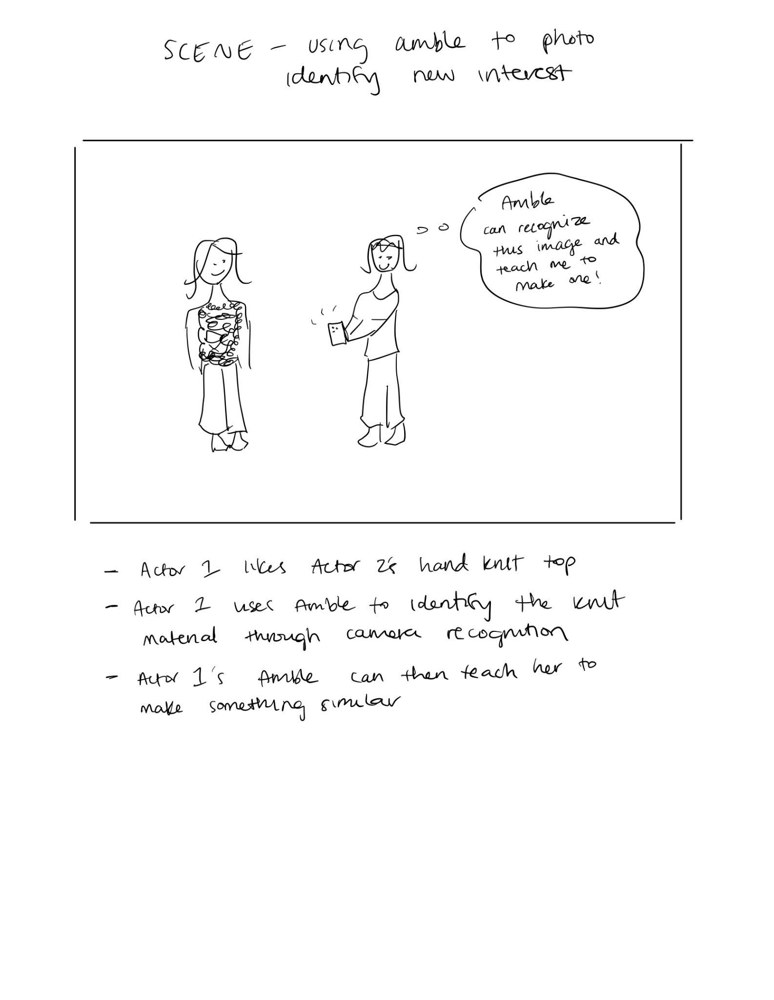 SCENE - using amble to photo
identify new interest
Amble
can recognize
this image and
teach me to
make one!
- Actor 1 likes Actor 2's hand knit top
- Actor 1 uses Amble to identify the knit
material through camera recognition
- Actor 1's Amble can then teach her to
make something similar